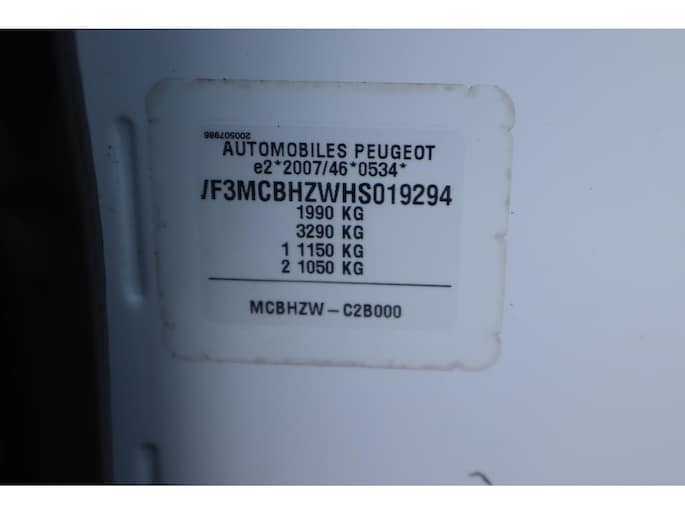 200507986
AUTOMOBILES PEUGEOT
e2*2007/46*0534*
VF3MCBHZWHS019294
1990 KG
3290 KG
1 1150 KG
2 1050 KG
MCBHZW – C2B000